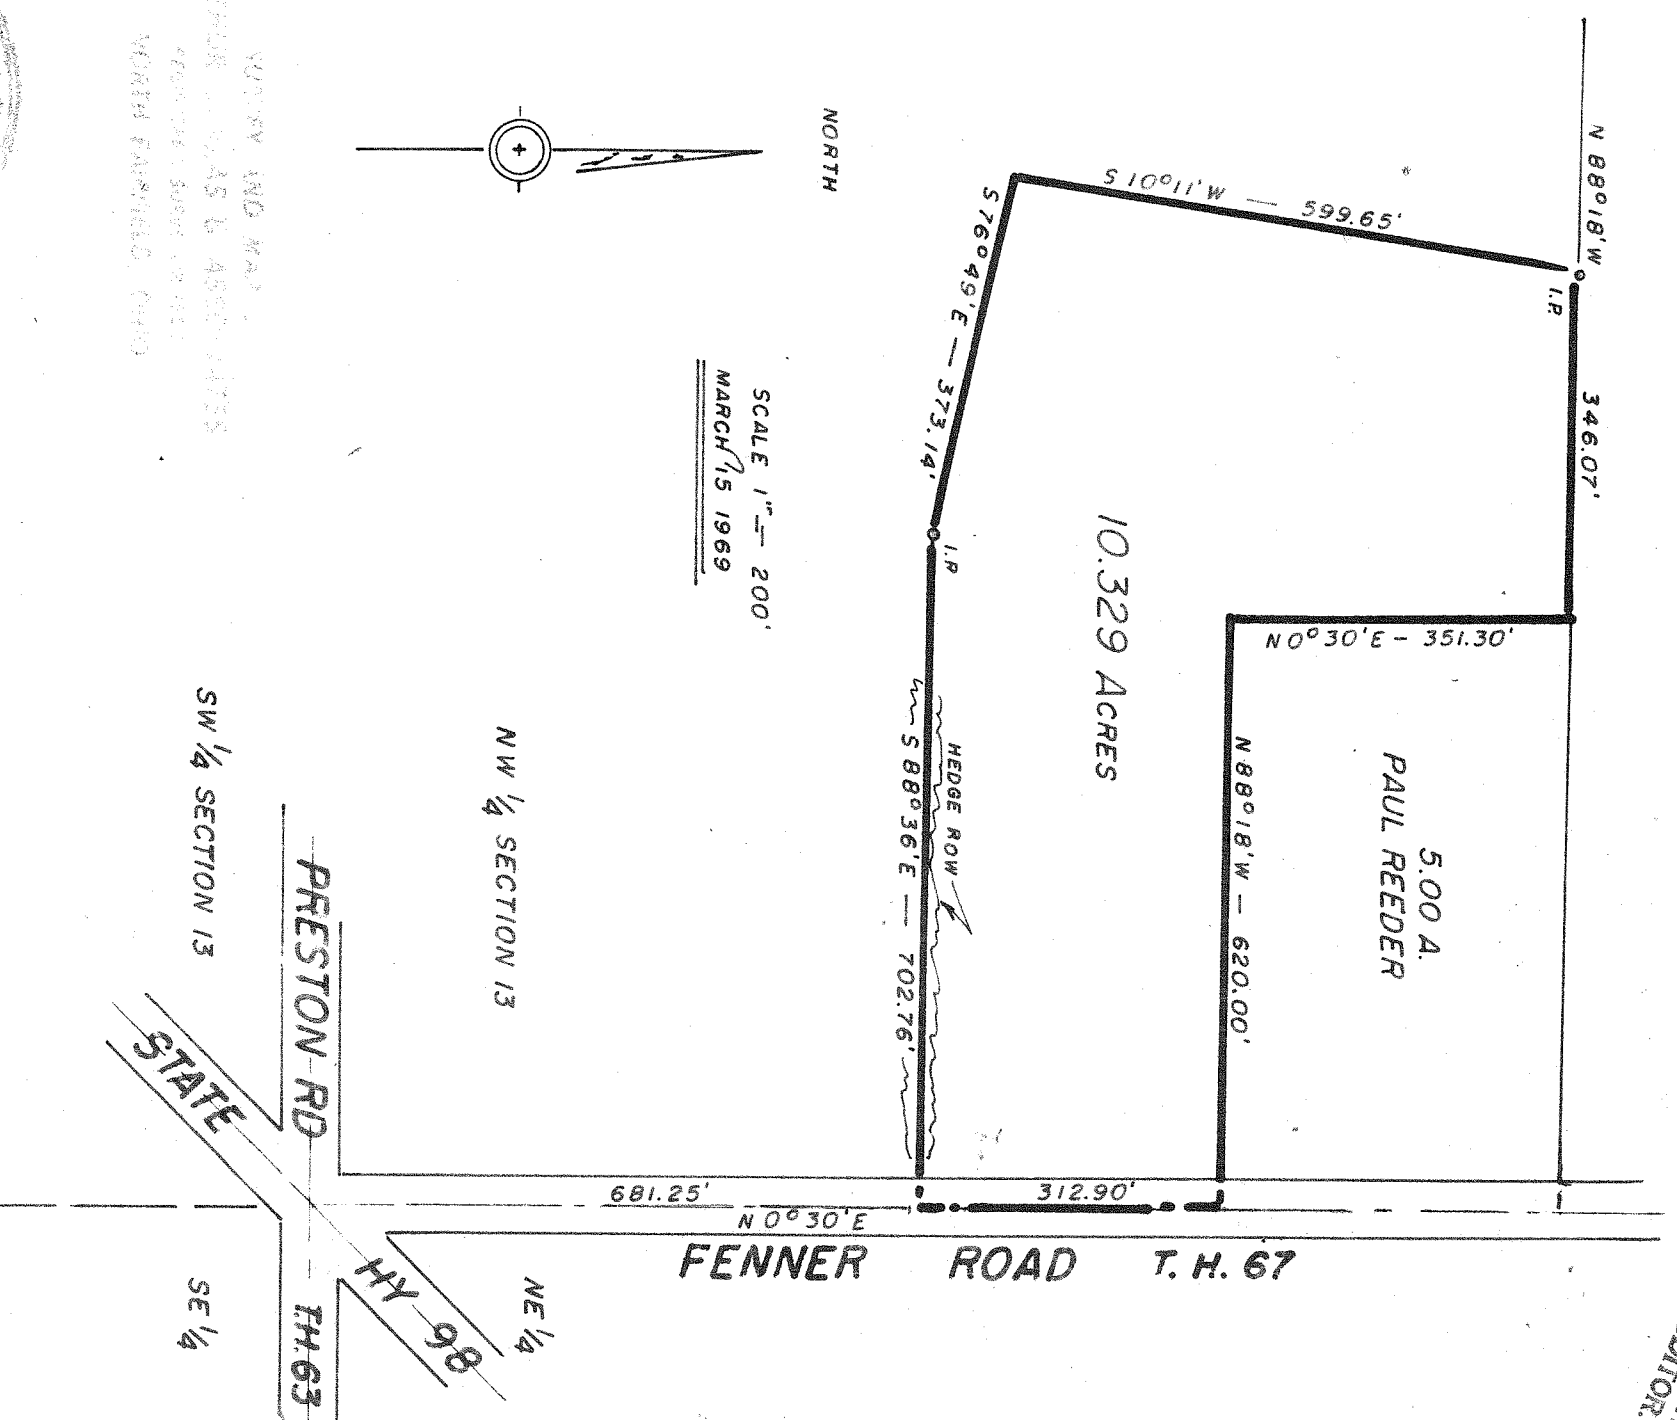 N 88°18'W
346.07'
I.P.
S 10°11'W — 599.65'
NORTH
S 76°49'E — 373.14'
I.P.
N 0°30'E — 351.30'
5.00 A.
PAUL REEDER
N 88°18'W — 620.00'
10.329 ACRES
HEDGE ROW
S 88°36'E — 702.76'
SCALE 1" = 200'
MARCH 15 1969
NW 1/4 SECTION 13
SW 1/4 SECTION 13
PRESTON RD
T.H. 63
STATE
HY 98
681.25'
312.90'
N 0°30'E
FENNER ROAD T.H. 67
NE 1/4
SE 1/4